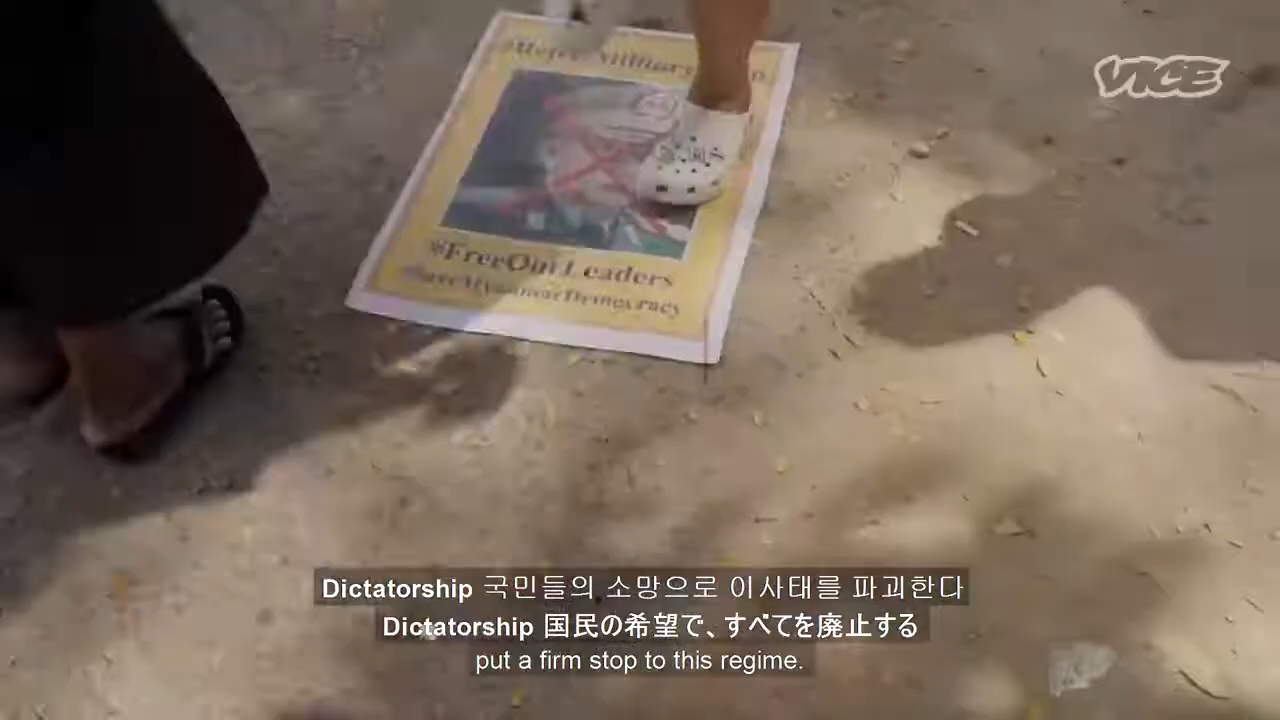 VICE
#FreeOurLeaders
Dictatorship 국민들의 소망으로 이사태를 파괴한다
Dictatorship 国民の希望で、すべてを廃止する
put a firm stop to this regime.